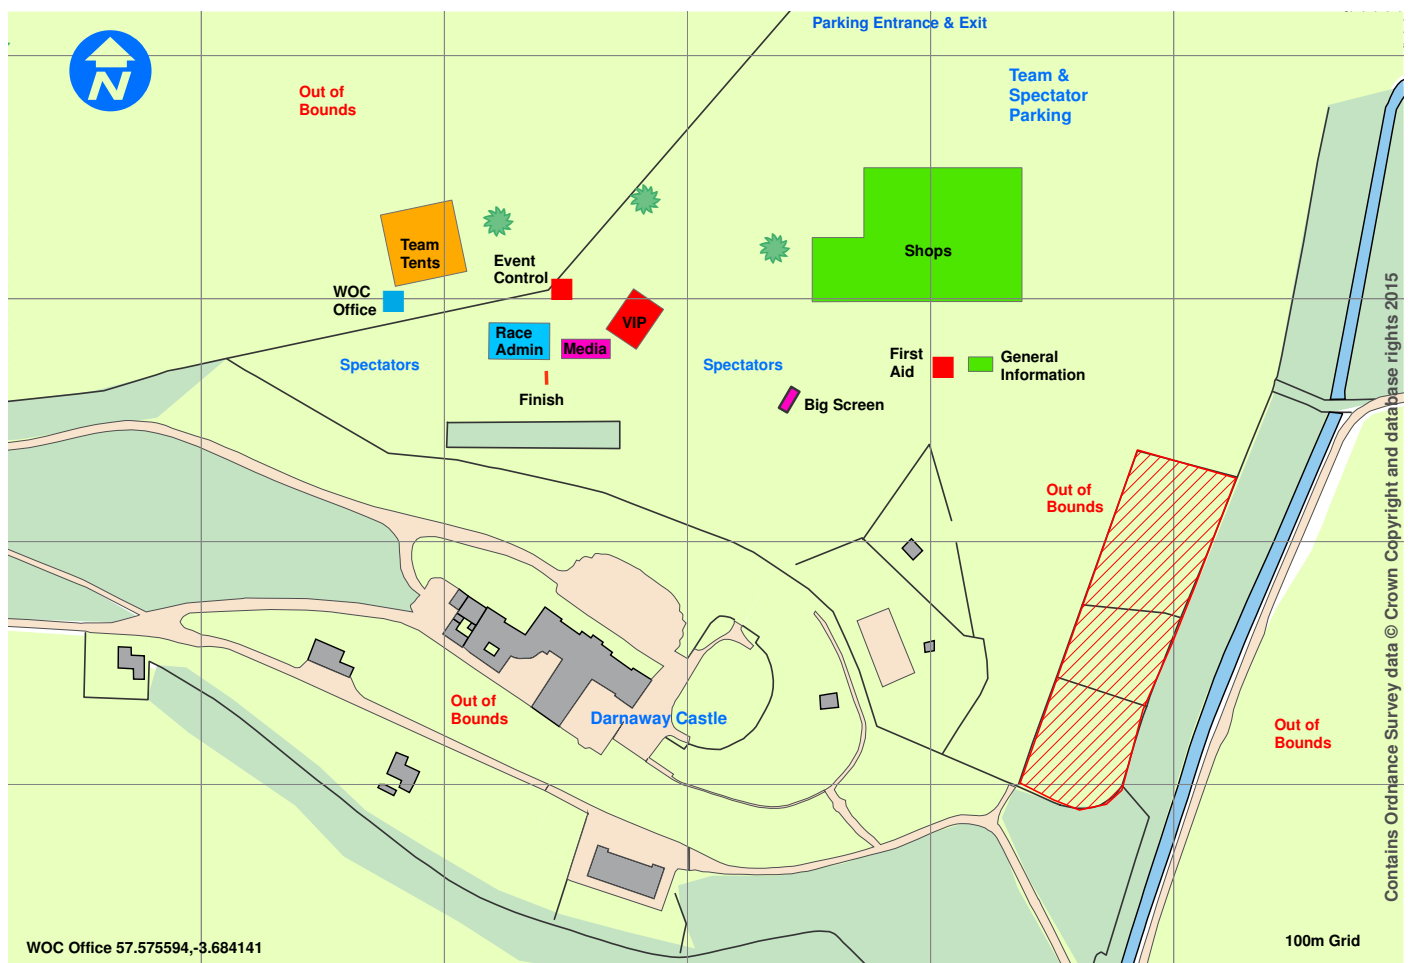 Parking Entrance & Exit
N
Out of
Bounds
Team &
Spectator
Parking
Team
Tents
Event
Control
Shops
WOC
Office
VIP
Race
Admin
Media
Spectators
Spectators
First
Aid
General
Information
Finish
Big Screen
Out of
Bounds
Out of
Bounds
Darnaway Castle
Out of
Bounds
Contains Ordnance Survey data © Crown Copyright and database rights 2015
WOC Office 57.575594,-3.684141
100m Grid